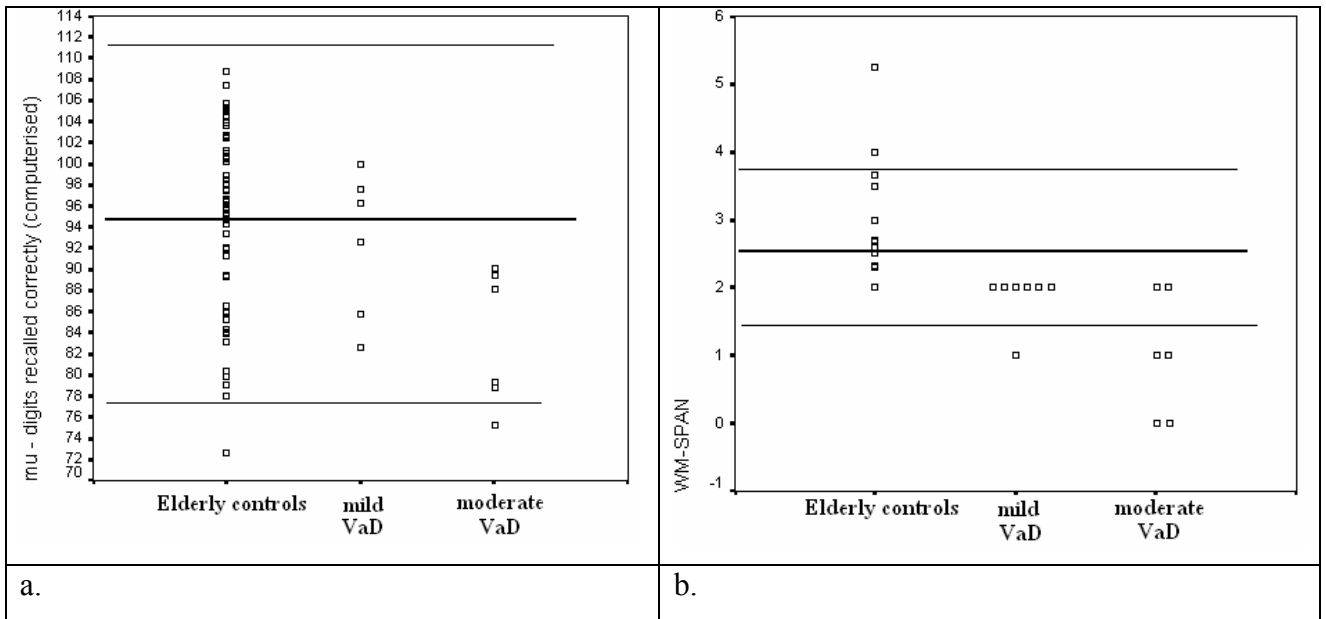 mu - digits recalled correctly (computerised)
114
112
110
108
106
104
102
100
98
96
94
92
90
88
86
84
82
80
78
76
74
72
70
Elderly controls
mild
VaD
moderate
VaD
a.
WM-SPAN
6
5
4
3
2
1
0
-1
Elderly controls
mild
VaD
moderate
VaD
b.